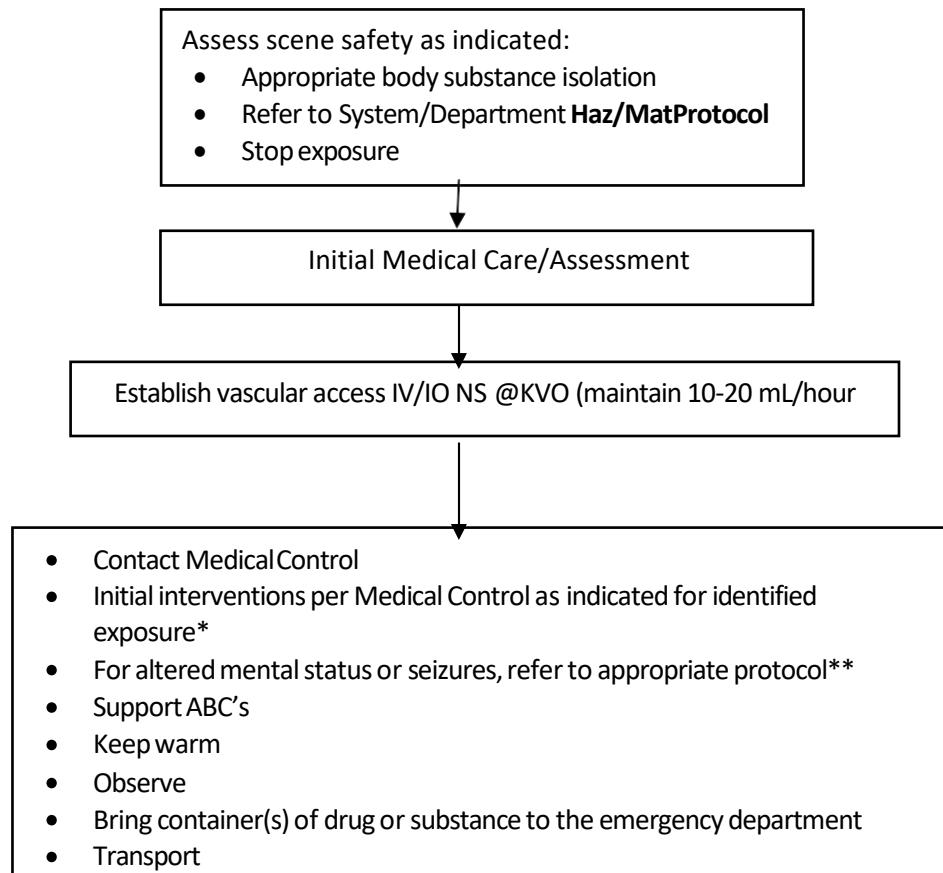 Assess scene safety as indicated:
• Appropriate body substance isolation
• Refer to System/Department Haz/MatProtocol
• Stop exposure
Initial Medical Care/Assessment
Establish vascular access IV/IO NS @KVO (maintain 10-20 mL/hour
• Contact MedicalControl
• Initial interventions per Medical Control as indicated for identified
exposure*
• For altered mental status or seizures, refer to appropriate protocol**
• Support ABC’s
• Keep warm
• Observe
• Bring container(s) of drug or substance to the emergency department
• Transport